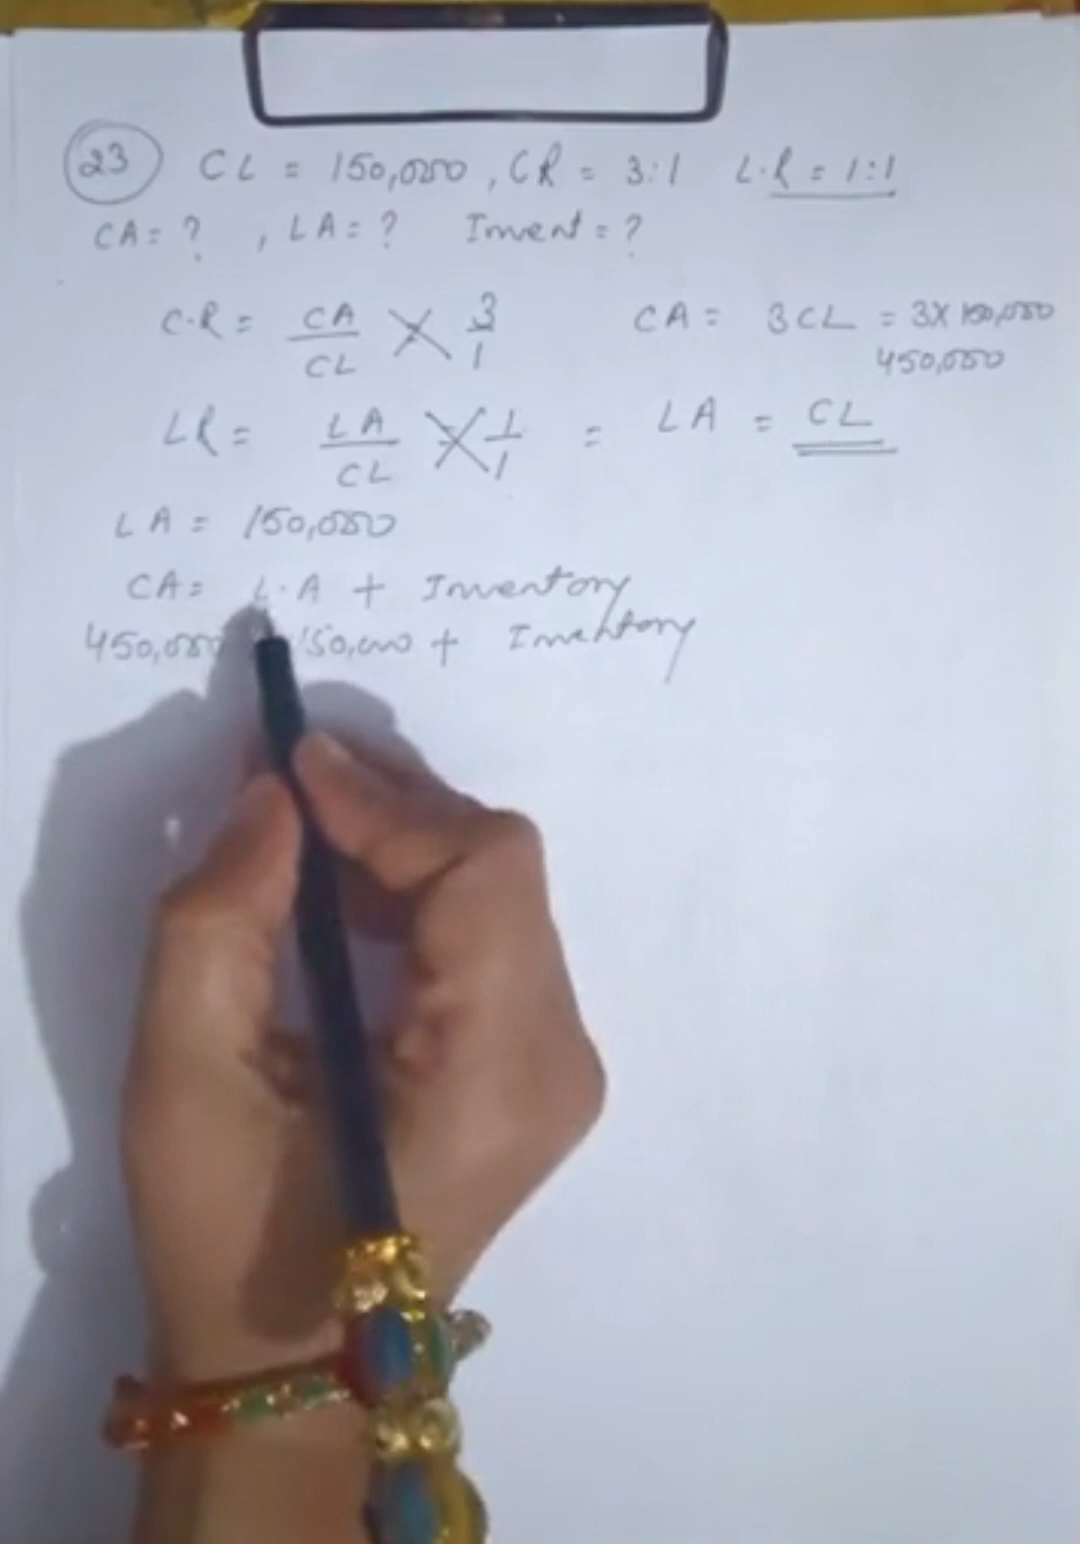 23 CL = 150,000, CR = 3:1 L.R = 1:1
CA = ? , LA = ? Invent = ?
C.R = CA/CL X 3/1 CA = 3CL = 3 X 150,000
450,000
LR = LA/CL X 1/1 = LA = CL
LA = 150,000
CA = L.A + Inventory
450,000 150,000 + Inventory